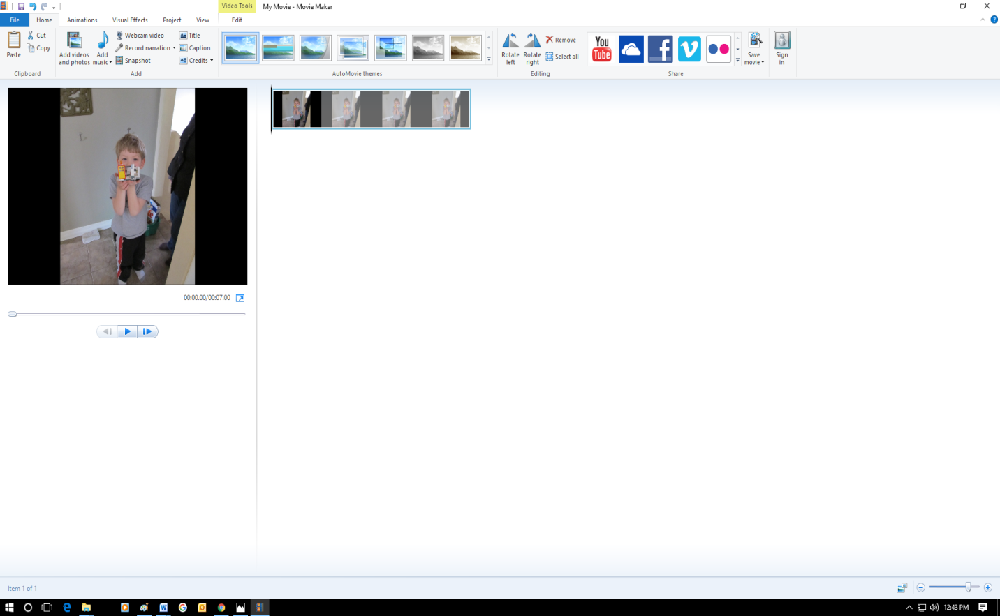 Video Tools
My Movie - Movie Maker
File Home Animations Visual Effects Project View Edit
Paste
Cut
Copy
Clipboard
Add videos
and photos
Add
music
Webcam video
Record narration
Snapshot
Title
Caption
Credits
Add
AutoMovie themes
Rotate
left
Rotate
right
Remove
Select all
Editing
You
Tube
Share
Save
movie
Sign
in
00:00.00/00:07.00
Item 1 of 1
12:43 PM